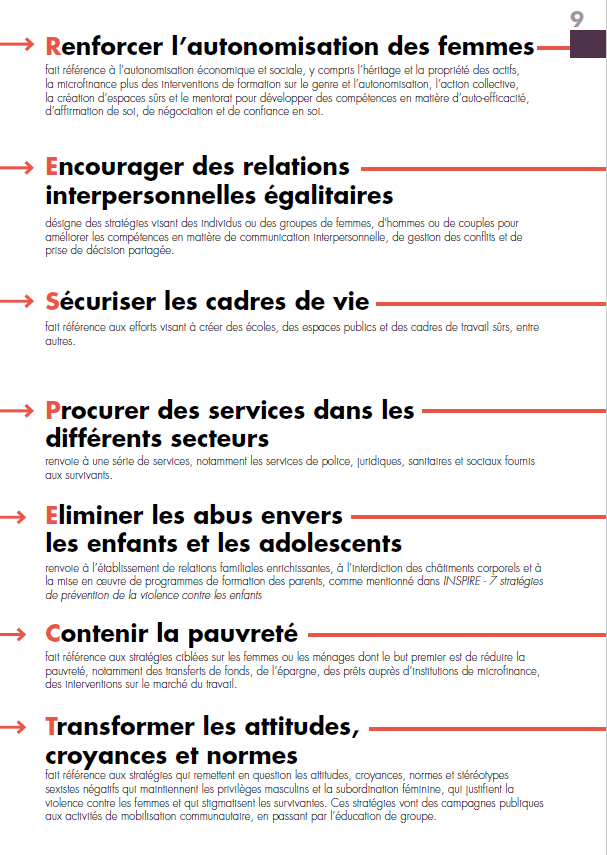 9
Renforcer l’autonomisation des femmes
fait référence à l’autonomisation économique et sociale, y compris l’héritage et la propriété des actifs,
la microfinance plus des interventions de formation sur le genre et l’autonomisation, l’action collective,
la création d’espaces sûrs et le mentorat pour développer des compétences en matière d’auto-efficacité,
d’affirmation de soi, de négociation et de confiance en soi.
Encourager des relations
interpersonnelles égalitaires
désigne des stratégies visant des individus ou des groupes de femmes, d’hommes ou de couples pour
améliorer les compétences en matière de communication interpersonnelle, de gestion des conflits et de
prise de décision partagée.
Sécuriser les cadres de vie
fait référence aux efforts visant à créer des écoles, des espaces publics et des cadres de travail sûrs, entre
autres.
Procurer des services dans les
différents secteurs
renvoie à une série de services, notamment les services de police, juridiques, sanitaires et sociaux fournis
aux survivants.
Eliminer les abus envers
les enfants et les adolescents
renvoie à l’établissement de relations familiales enrichissantes, à l’interdiction des châtiments corporels et à
la mise en œuvre de programmes de formation des parents, comme mentionné dans INSPIRE - 7 stratégies
de prévention de la violence contre les enfants
Contenir la pauvreté
fait référence aux stratégies ciblées sur les femmes ou les ménages dont le but premier est de réduire la
pauvreté, notamment des transferts de fonds, de l’épargne, des prêts auprès d’institutions de microfinance,
des interventions sur le marché du travail.
Transformer les attitudes,
croyances et normes
fait référence aux stratégies qui remettent en question les attitudes, croyances, normes et stéréotypes
sexistes négatifs qui maintiennent les privilèges masculins et la subordination féminine, qui justifient la
violence contre les femmes et qui stigmatisent les survivantes. Ces stratégies vont des campagnes publiques
aux activités de mobilisation communautaire, en passant par l’éducation de groupe.